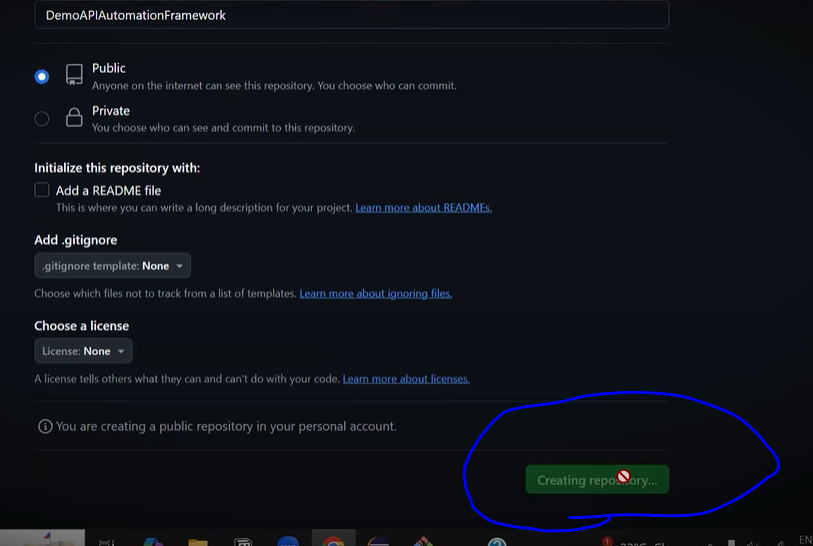 DemoAPIAutomationFramework
Public
Anyone on the internet can see this repository. You choose who can commit.
Private
You choose who can see and commit to this repository.
Initialize this repository with:
Add a README file
This is where you can write a long description for your project. Learn more about READMEs.
Add .gitignore
.gitignore template: None
Choose which files not to track from a list of templates. Learn more about ignoring files.
Choose a license
License: None
A license tells others what they can and can't do with your code. Learn more about licenses.
You are creating a public repository in your personal account.
Creating repository...
1
EN